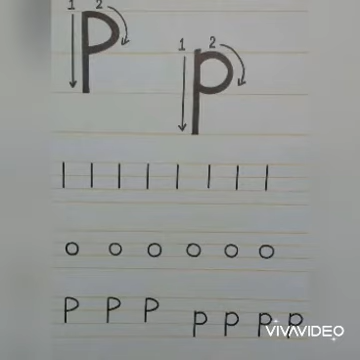 1 2
P
1 2
p
l l l l l l l l
o o o o o o
P P P p p p p
VIVAVIDEO